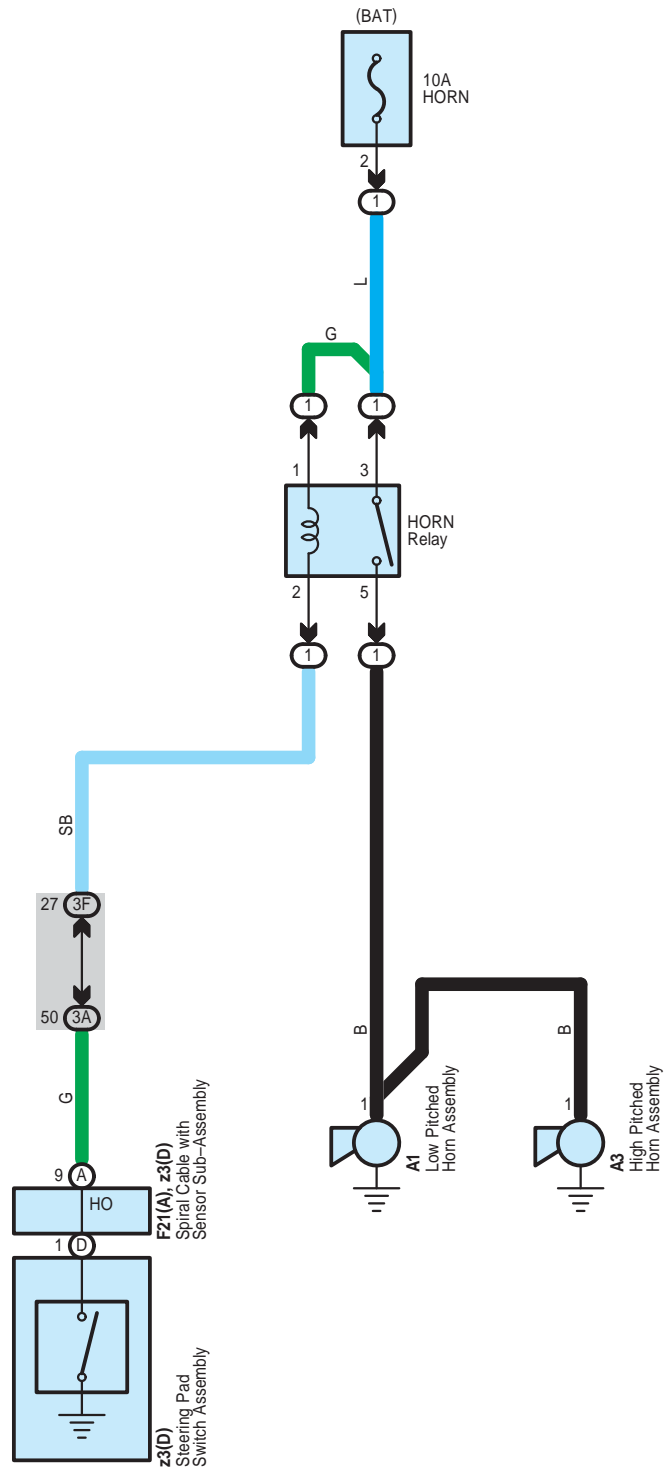 (BAT)
10A
HORN
2
1
L
G
1
1
1
3
HORN
Relay
2
5
1
1
SB
27
3F
50
3A
G
B
B
1
A1
Low Pitched
Horn Assembly
1
A3
High Pitched
Horn Assembly
9
A
HO
F21(A), z3(D)
Spiral Cable with
Sensor Sub–Assembly
1
D
z3(D)
Steering Pad
Switch Assembly